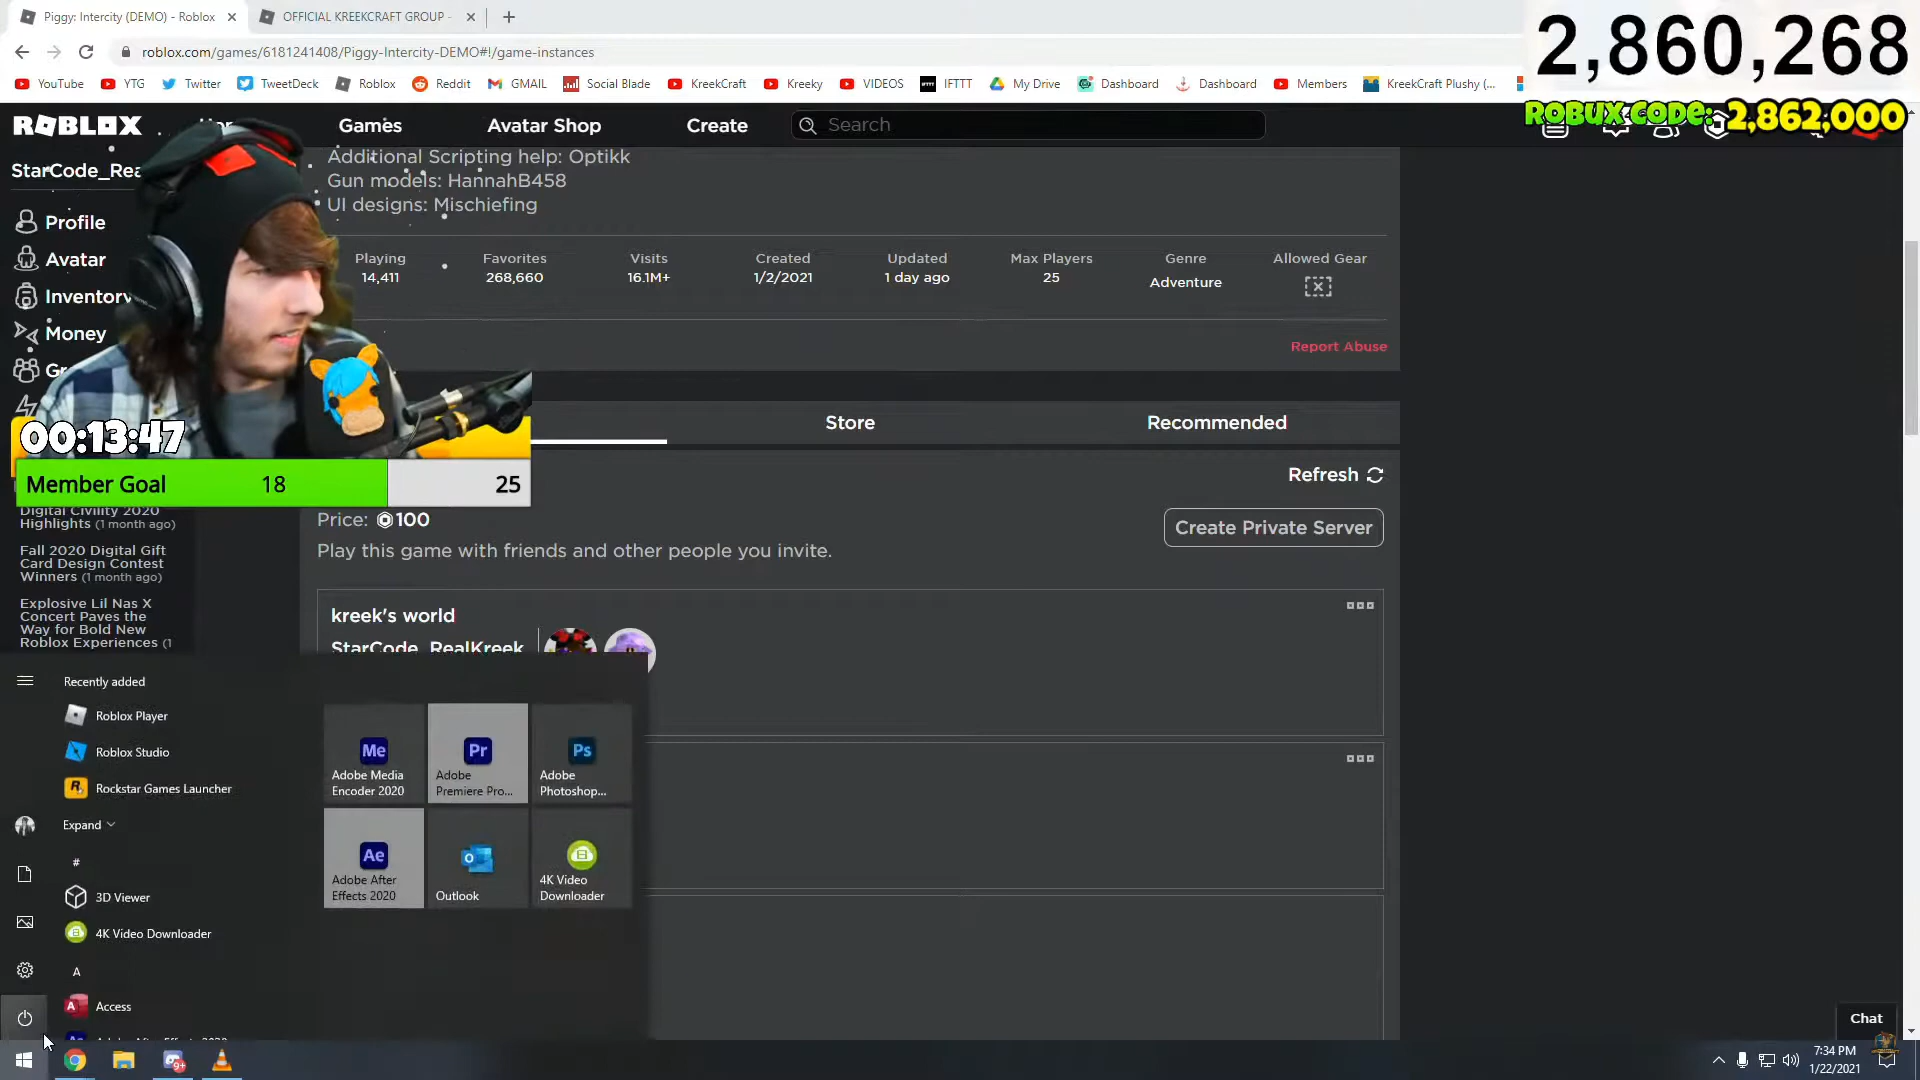 Piggy: Intercity (DEMO) - Roblox
OFFICIAL KREEKCRAFT GROUP -
2,860,268
roblox.com/games/6181241408/Piggy-Intercity-DEMO#!/game-instances
YouTube YTG Twitter TweetDeck Roblox Reddit GMAIL Social Blade KreekCraft Kreeky VIDEOS IFTTT My Drive Dashboard Dashboard Members KreekCraft Plushy (...
ROBUX CODE: 2,862,000
ROBLOX Games Avatar Shop Create Search
Additional Scripting help: Optikk
StarCode_Rea
Gun models: HannahB458
UI designs: Mischiefing
Profile
Avatar
Inventory
Money
Playing Favorites Visits Created Updated Max Players Genre Allowed Gear
14,411 268,660 16.1M+ 1/2/2021 1 day ago 25 Adventure
Report Abuse
Store Recommended
00:13:47
Member Goal 18 25
Refresh
Price: 100
Create Private Server
Play this game with friends and other people you invite.
Digital Civility 2020
Highlights (1 month ago)
Fall 2020 Digital Gift
Card Design Contest
Winners (1 month ago)
Explosive Lil Nas X
Concert Paves the
Way for Bold New
Roblox Experiences (1
kreek's world
StarCode_RealKreek
Recently added
Roblox Player
Roblox Studio
Rockstar Games Launcher
Expand
#
3D Viewer
4K Video Downloader
A
Access
Me
Adobe Media
Encoder 2020
Pr
Adobe
Premiere Pro...
Ps
Adobe
Photoshop...
Ae
Adobe After
Effects 2020
Outlook
4K Video
Downloader
Chat
9+
7:34 PM
1/22/2021